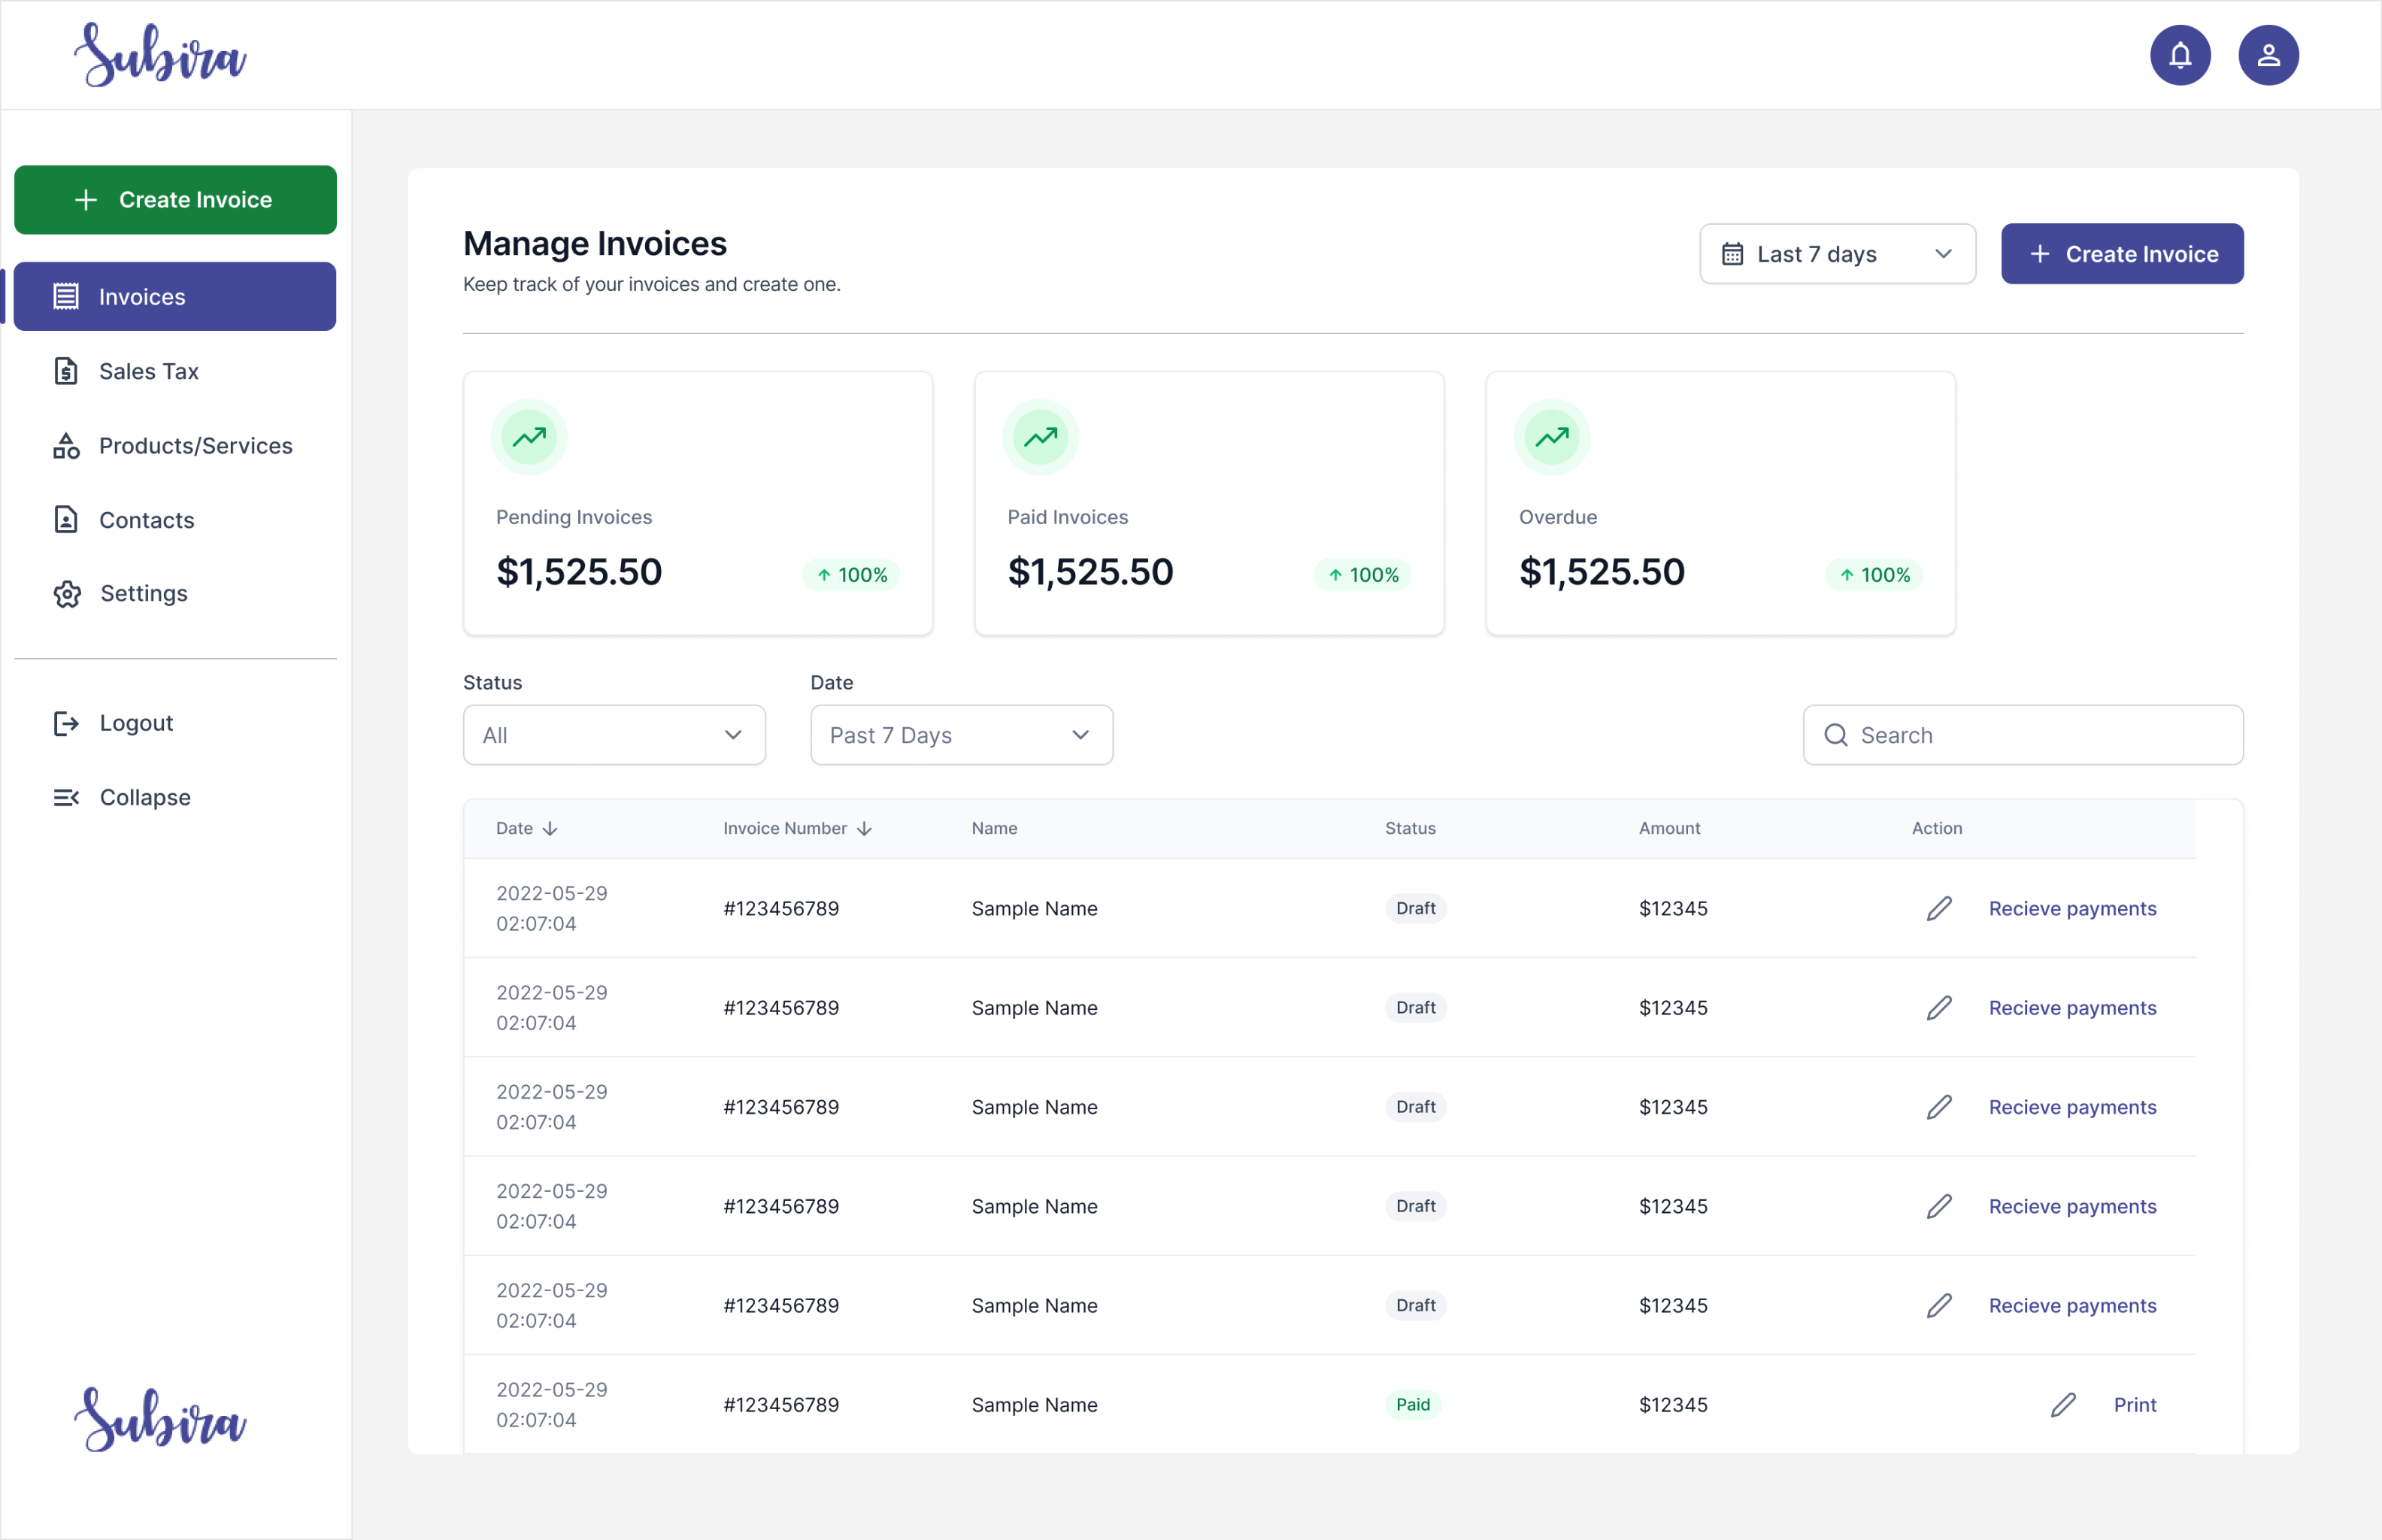 Subira
Create Invoice
Invoices
Sales Tax
Products/Services
Contacts
Settings
Logout
Collapse
Subira
Manage Invoices
Keep track of your invoices and create one.
Last 7 days
Create Invoice
Pending Invoices
$1,525.50
100%
Paid Invoices
$1,525.50
100%
Overdue
$1,525.50
100%
Status
All
Date
Past 7 Days
Search
Date Invoice Number Name Status Amount Action
2022-05-29
02:07:04
#123456789 Sample Name Draft $12345 Recieve payments
2022-05-29
02:07:04
#123456789 Sample Name Draft $12345 Recieve payments
2022-05-29
02:07:04
#123456789 Sample Name Draft $12345 Recieve payments
2022-05-29
02:07:04
#123456789 Sample Name Draft $12345 Recieve payments
2022-05-29
02:07:04
#123456789 Sample Name Draft $12345 Recieve payments
2022-05-29
02:07:04
#123456789 Sample Name Paid $12345 Print